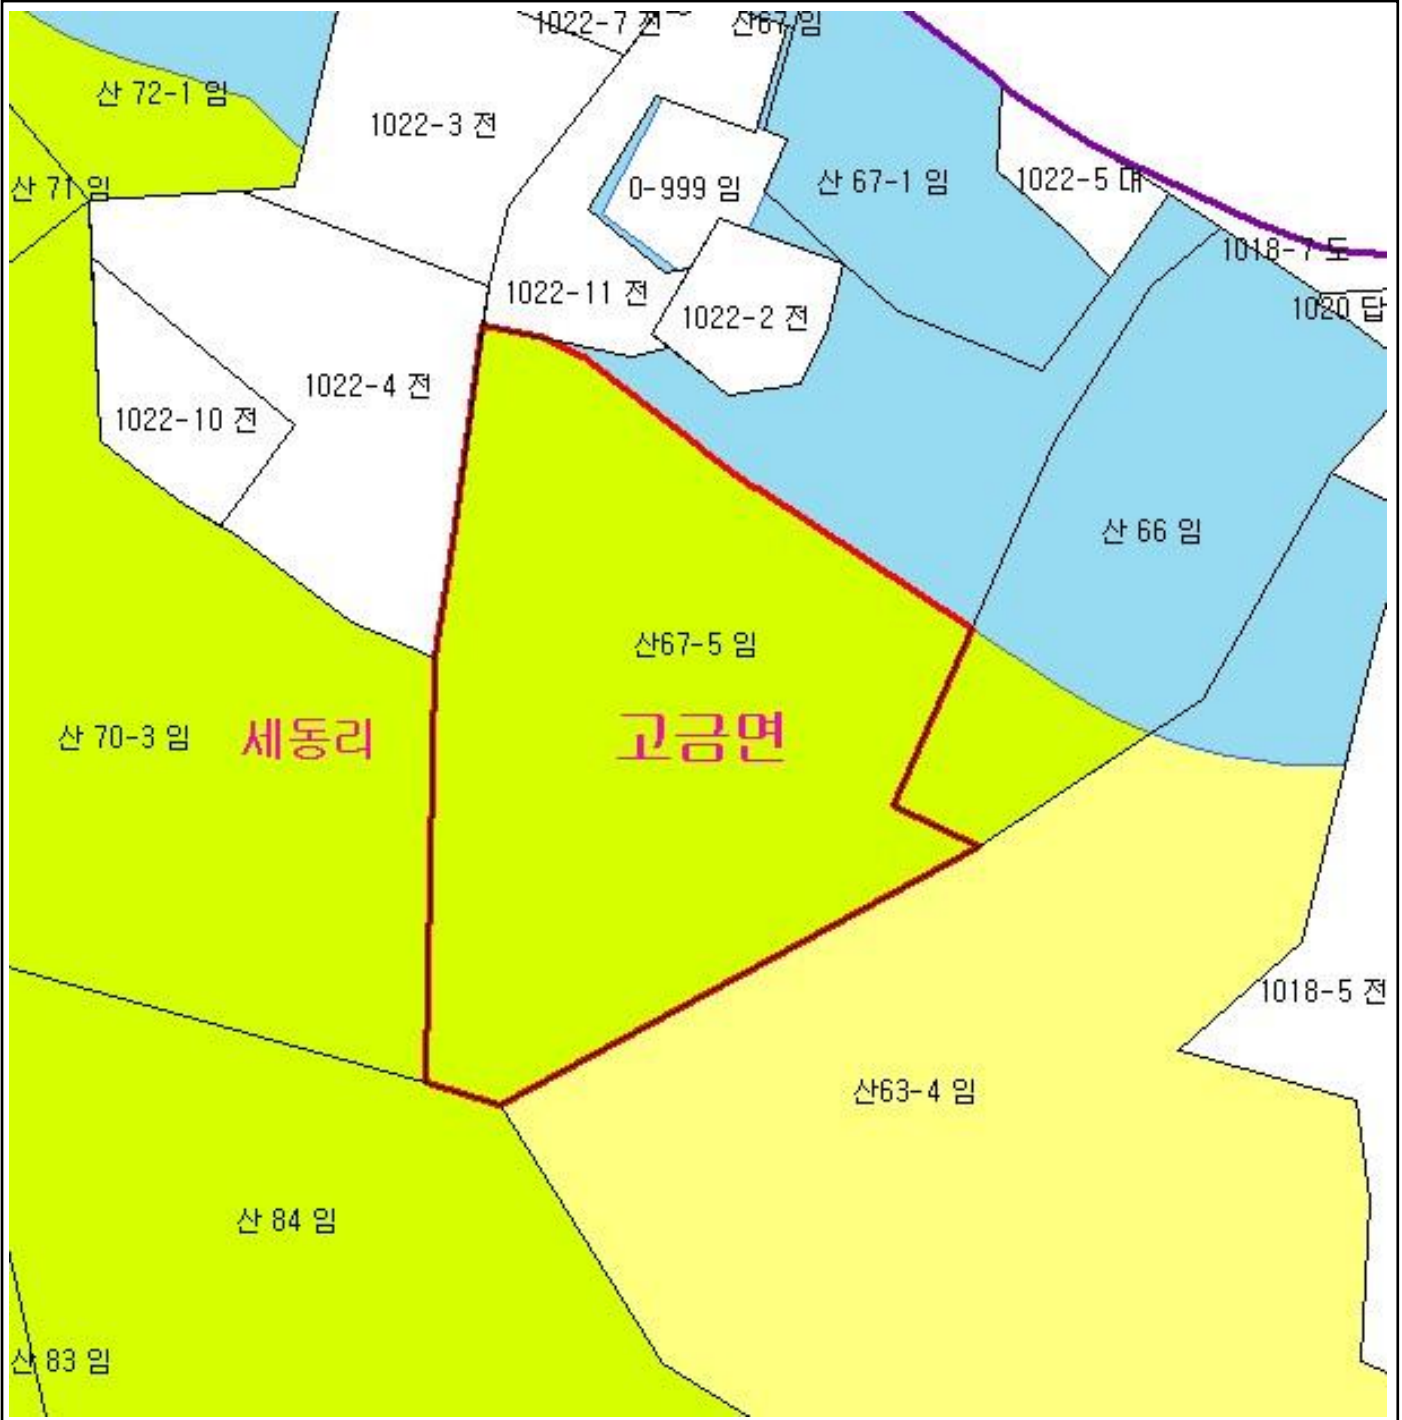 1022-7 전
산67 임
산 72-1 임
1022-3 전
산 71 임
0-999 임
산 67-1 임
1022-5 대
1018-7 도
1022-11 전
1022-2 전
1020 답
1022-4 전
1022-10 전
산 66 임
산67-5 임
산 70-3 임
세동리
고금면
1018-5 전
산63-4 임
산 84 임
산 83 임